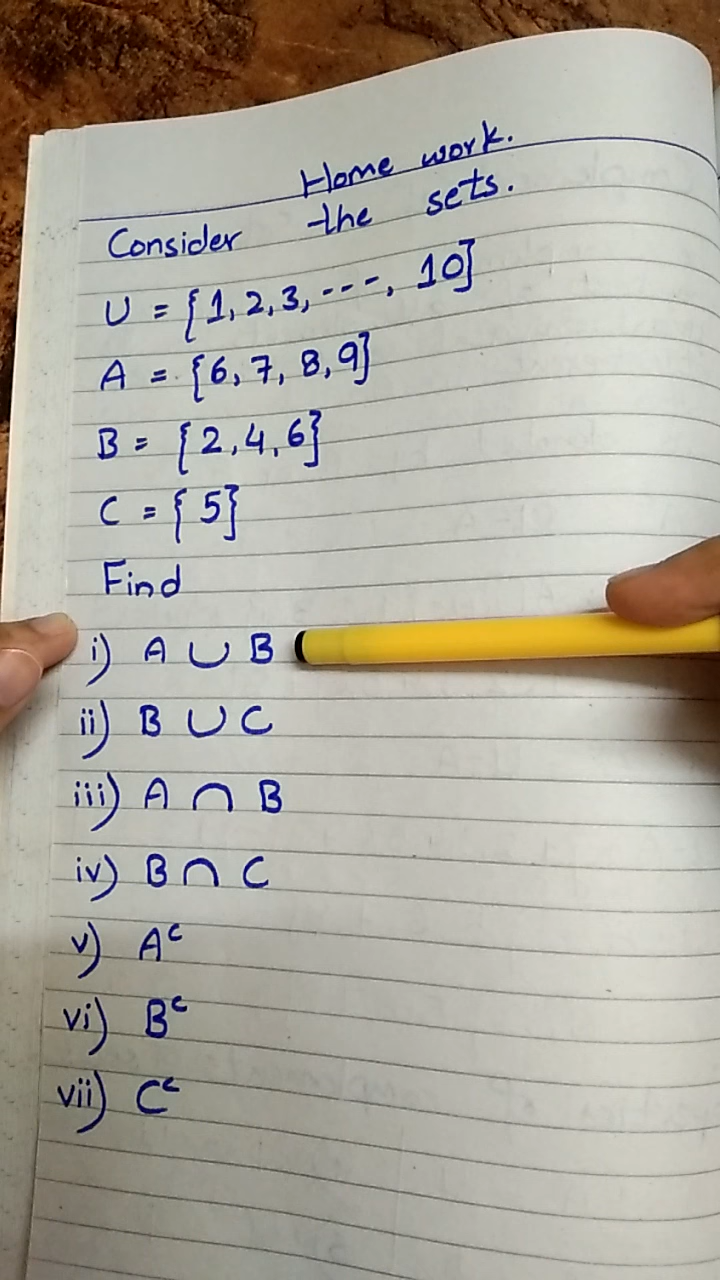 Home work.
Consider the sets.
U = {1, 2, 3, ---, 10}
A = {6, 7, 8, 9}
B = {2, 4, 6}
C = {5}
Find
i) A ∪ B
ii) B ∪ C
iii) A ∩ B
iv) B ∩ C
v) Aᶜ
vi) Bᶜ
vii) Cᶜ